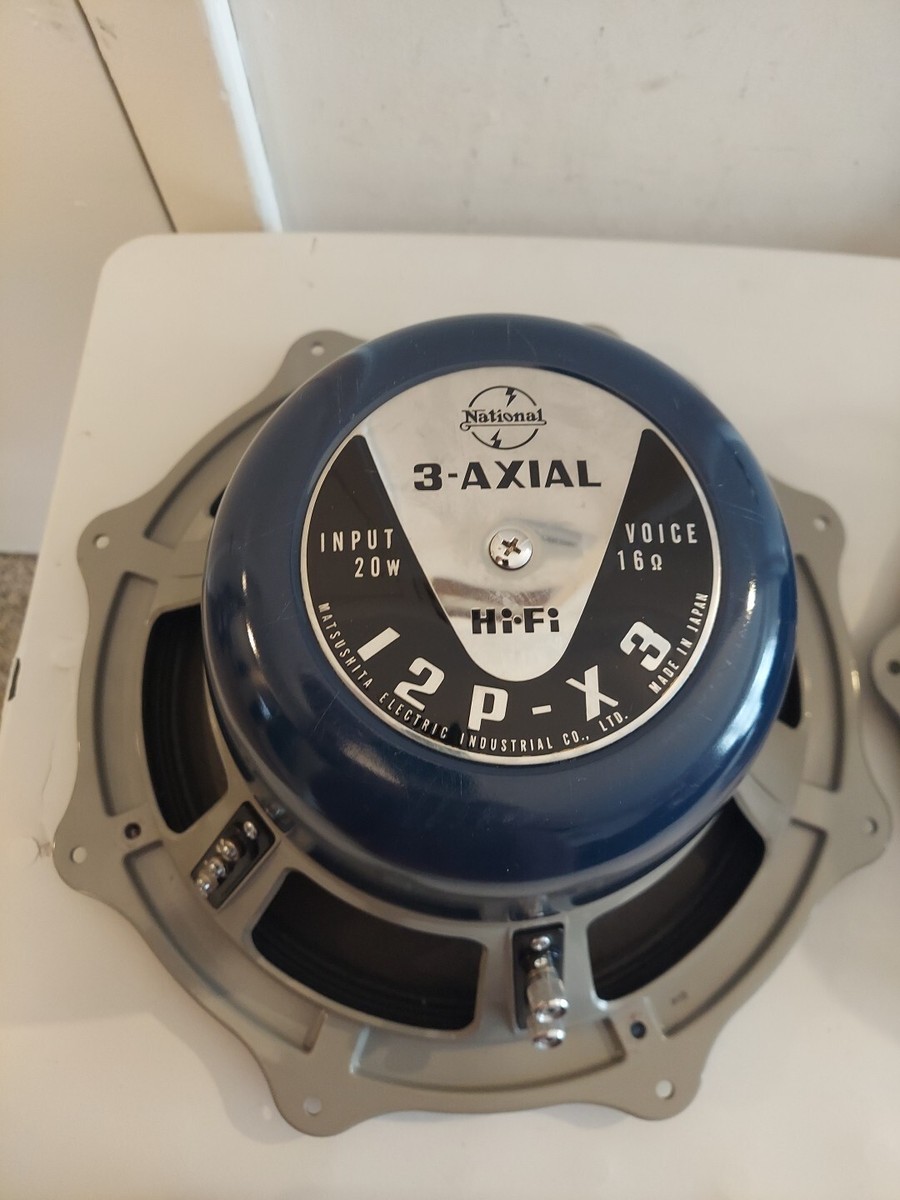 National
3-AXIAL
INPUT
20W
VOICE
16Ω
Hi-Fi
12P-X3
MATSUSHITA ELECTRIC INDUSTRIAL CO., LTD. MADE IN JAPAN